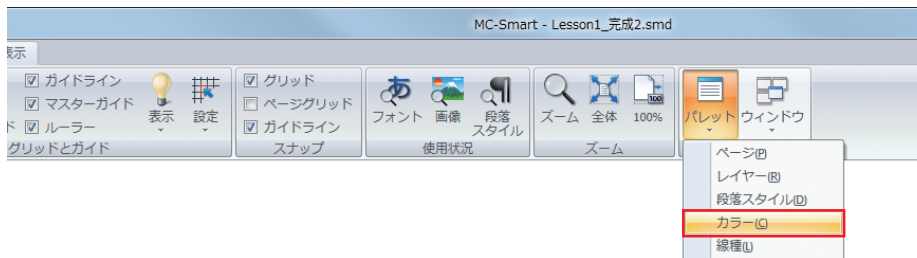 MC-Smart - Lesson1_完成2.smd
表示
ガイドライン
マスターガイド
ルーラー
表示
設定
グリッドとガイド
グリッド
ページグリッド
ガイドライン
スナップ
フォント
画像
段落
スタイル
使用状況
ズーム
全体
100%
ズーム
パレット
ウィンドウ
ページ(P)
レイヤー(R)
段落スタイル(D)
カラー(C)
線種(L)